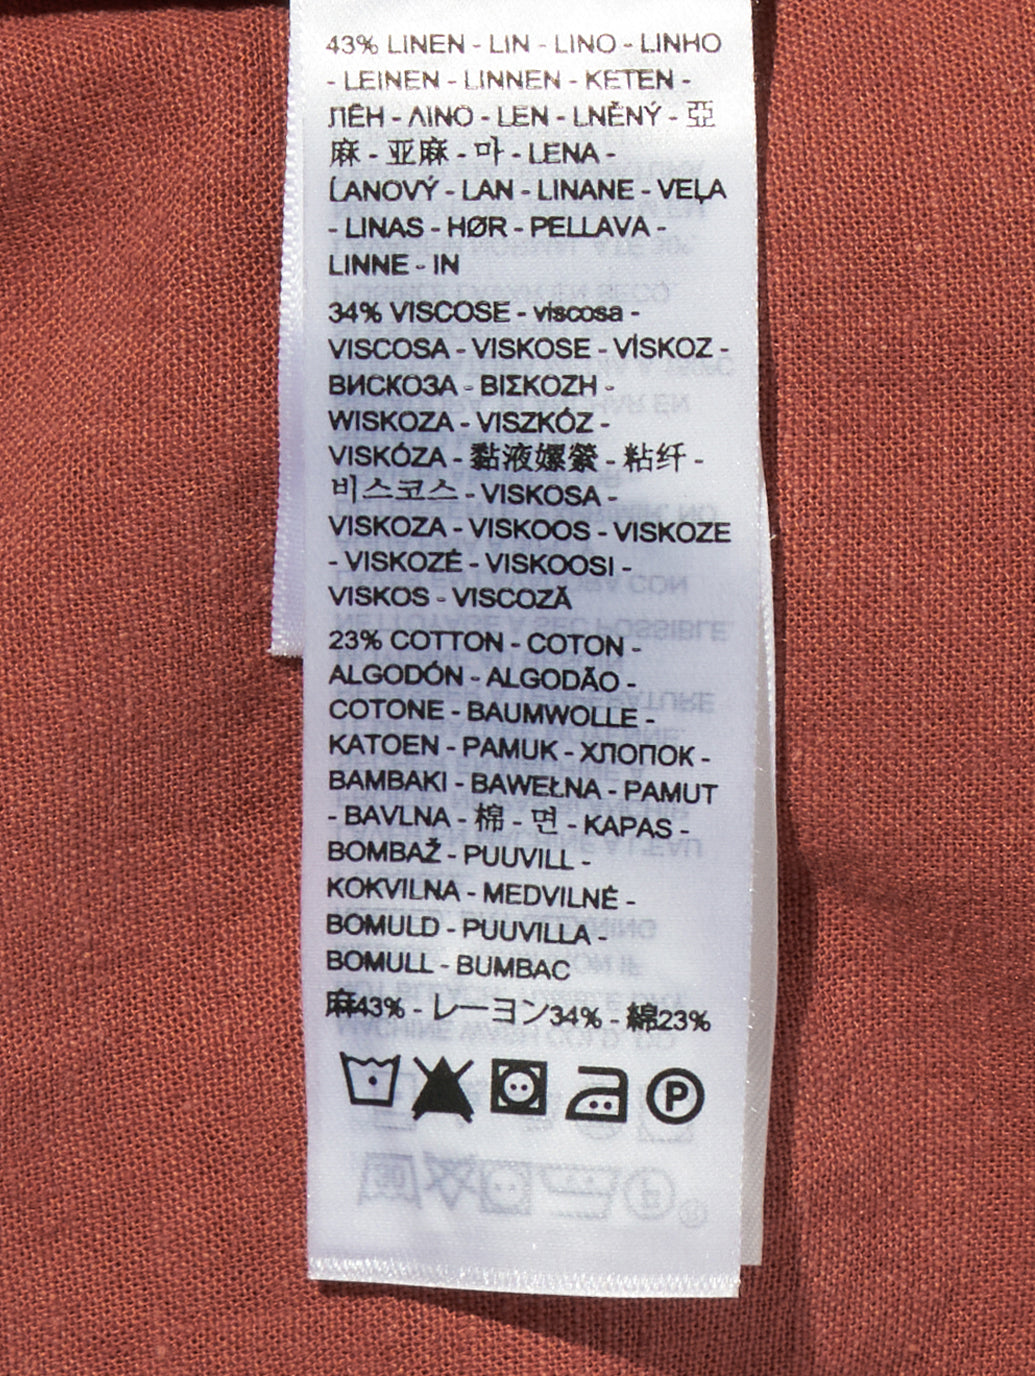 43% LINEN - LIN - LINO - LINHO
- LEINEN - LINNEN - KETEN -
ЛЁН - ΛΙΝΟ - LEN - LNĚNÝ - 亞
麻 - 亚麻 - 마 - LENA -
ĽANOVÝ - LAN - LINANE - VEĻA
- LINAS - HØR - PELLAVA -
LINNE - IN
34% VISCOSE - viscosa -
VISCOSA - VISKOSE - VİSKOZ -
ВИСКОЗА - ΒΙΣΚΟΖΗ -
WISKOZA - VISZKÓZ -
VISKÓZA - 黏液嫘縈 - 粘纤 -
비스코스 - VISKOSA -
VISKOZA - VISKOOS - VISKOZE
- VISKOZĖ - VISKOOSI -
VISKOS - VISCOZĂ
23% COTTON - COTON -
ALGODÓN - ALGODÃO -
COTONE - BAUMWOLLE -
KATOEN - PAMUK - ХЛОПОК -
BAMBAKI - BAWEŁNA - PAMUT
- BAVLNA - 棉 - 면 - KAPAS -
BOMBAŽ - PUUVILL -
KOKVILNA - MEDVILNĖ -
BOMULD - PUUVILLA -
BOMULL - BUMBAC
麻43% - レーヨン34% - 綿23%
P